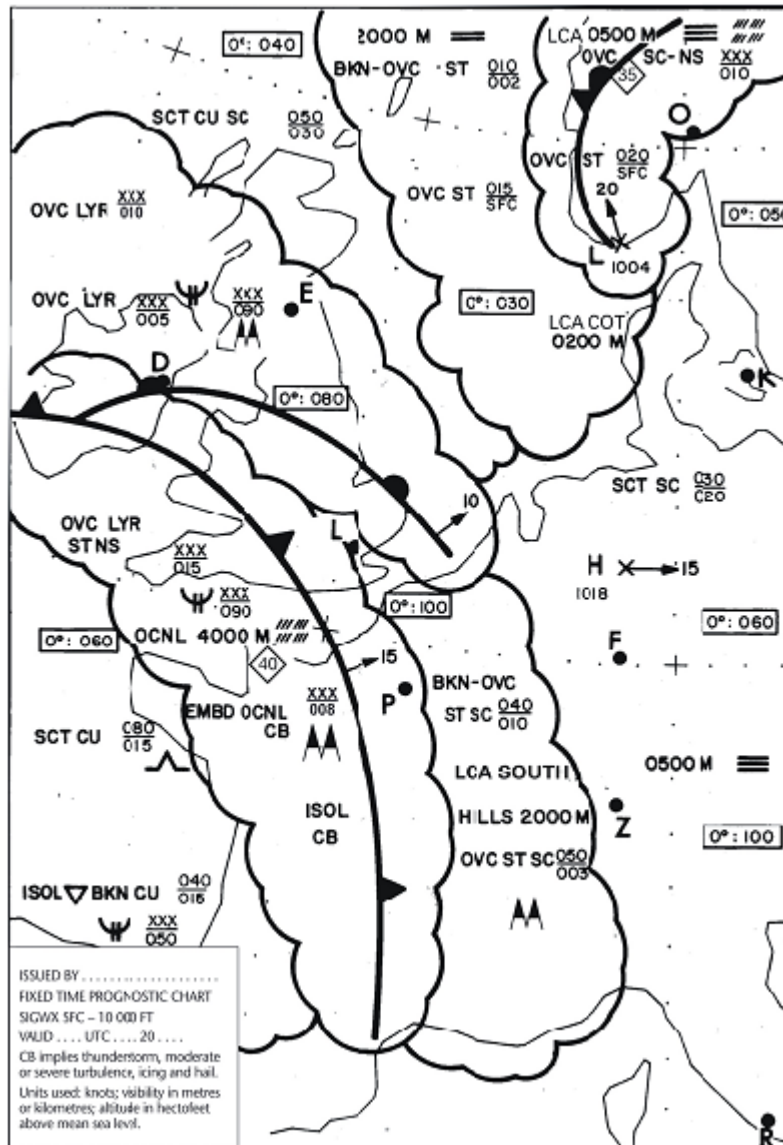 0°: 040
2000 M
BKN-OVC ST 010
002
LCA 0500 M
OVC SC-NS XXX
010
35
O
SCT CU SC 050
030
OVC ST 020
SFC
OVC LYR XXX
010
OVC ST 015
SFC
20
L
1004
OVC LYR XXX
005
XXX
080
E
0°: 030
LCA COT
0200 M
D
0°: 080
K
10
SCT SC 030
020
OVC LYR
ST NS
XXX
015
L
H 15
1018
XXX
090
0°: 100
0°: 060
0°: 060
OCNL 4000 M
40
15
F
P
BKN-OVC
ST SC 040
010
EMBD OCNL
CB
XXX
008
SCT CU 080
015
LCA SOUTH
0500 M
ISOL
CB
HILLS 2000 M
Z
0°: 100
OVC ST SC 050
003
ISOL BKN CU 040
015
XXX
050
ISSUED BY . . . . . . . . . . . . . . . . . . . .
FIXED TIME PROGNOSTIC CHART
SIGWX SFC – 10 000 FT
VALID . . . . UTC . . . . 20 . . . .
CB implies thunderstorm, moderate
or severe turbulence, icing and hail.
Units used: knots; visibility in metres
or kilometres; altitude in hectofeet
above mean sea level.